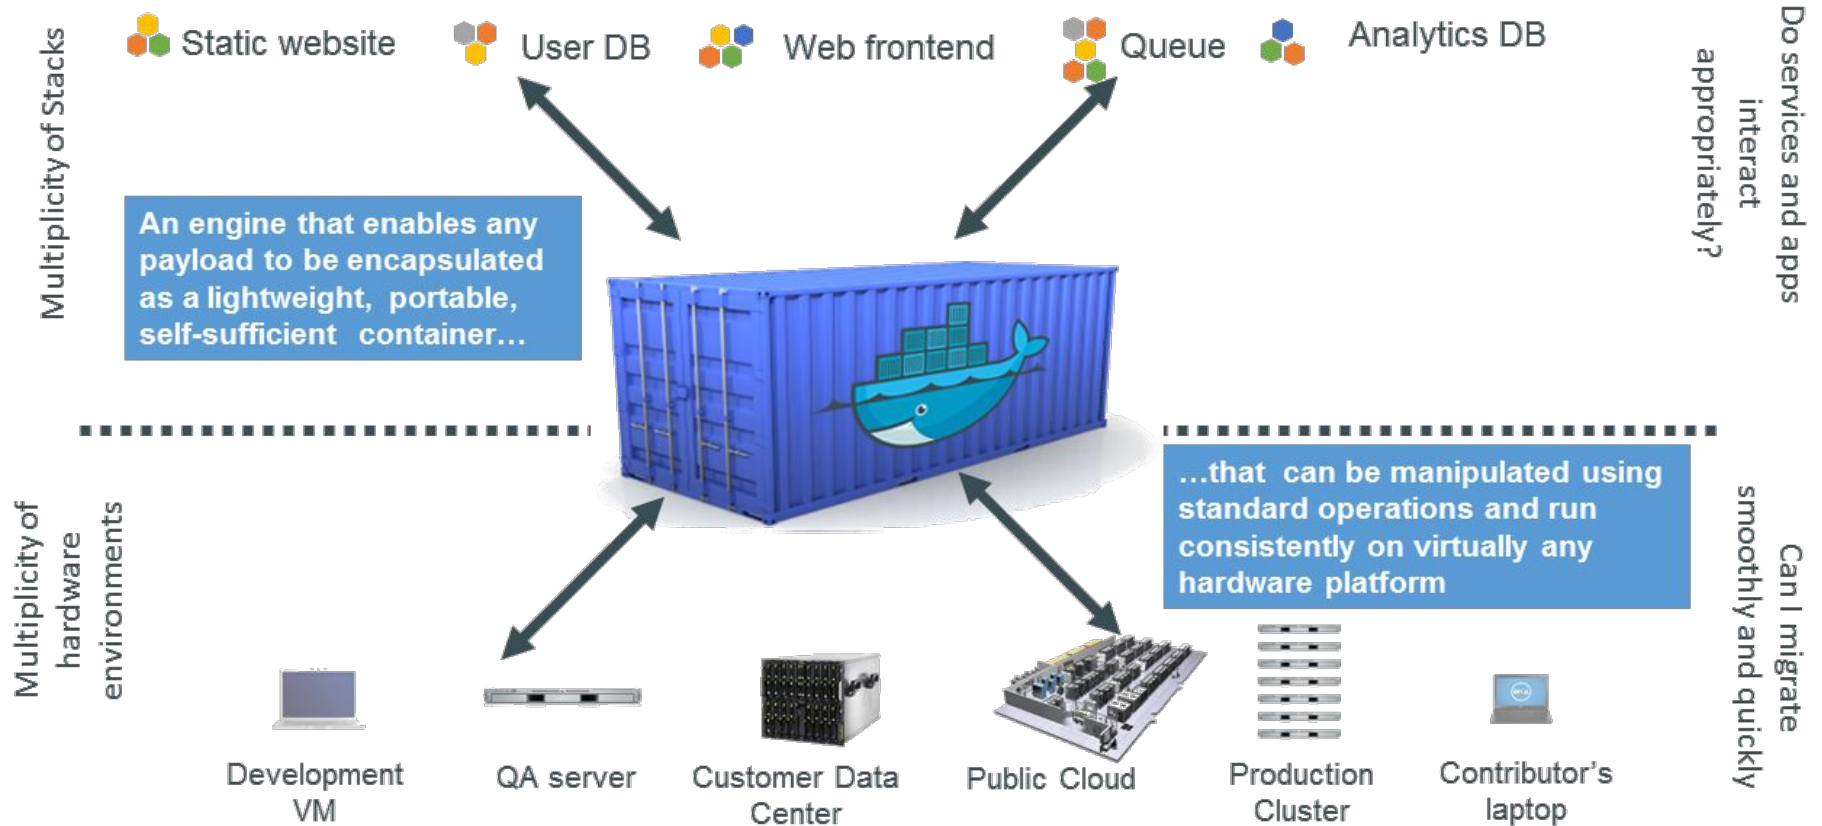 Static website
User DB
Web frontend
Queue
Analytics DB
Multiplicity of Stacks
Do services and apps
interact
appropriately?
An engine that enables any
payload to be encapsulated
as a lightweight, portable,
self-sufficient container...
...that can be manipulated using
standard operations and run
consistently on virtually any
hardware platform
Multiplicity of
hardware
environments
Can I migrate
smoothly and quickly
DELL
Development
VM
QA server
Customer Data
Center
Public Cloud
Production
Cluster
Contributor’s
laptop